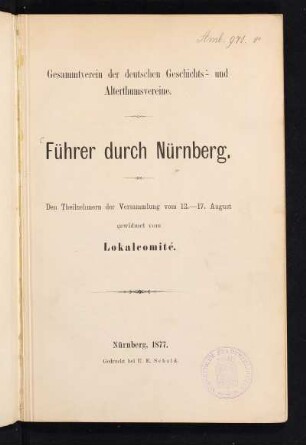 Gesammtverein der deutschen Geschichts- und
Alterthumsvereine.
Führer durch Nürnberg.
Den Theilnehmern der Versammlung vom 13.—17. August
gewidmet vom
Lokalcomité.
Nürnberg, 1877.
Gedruckt bei